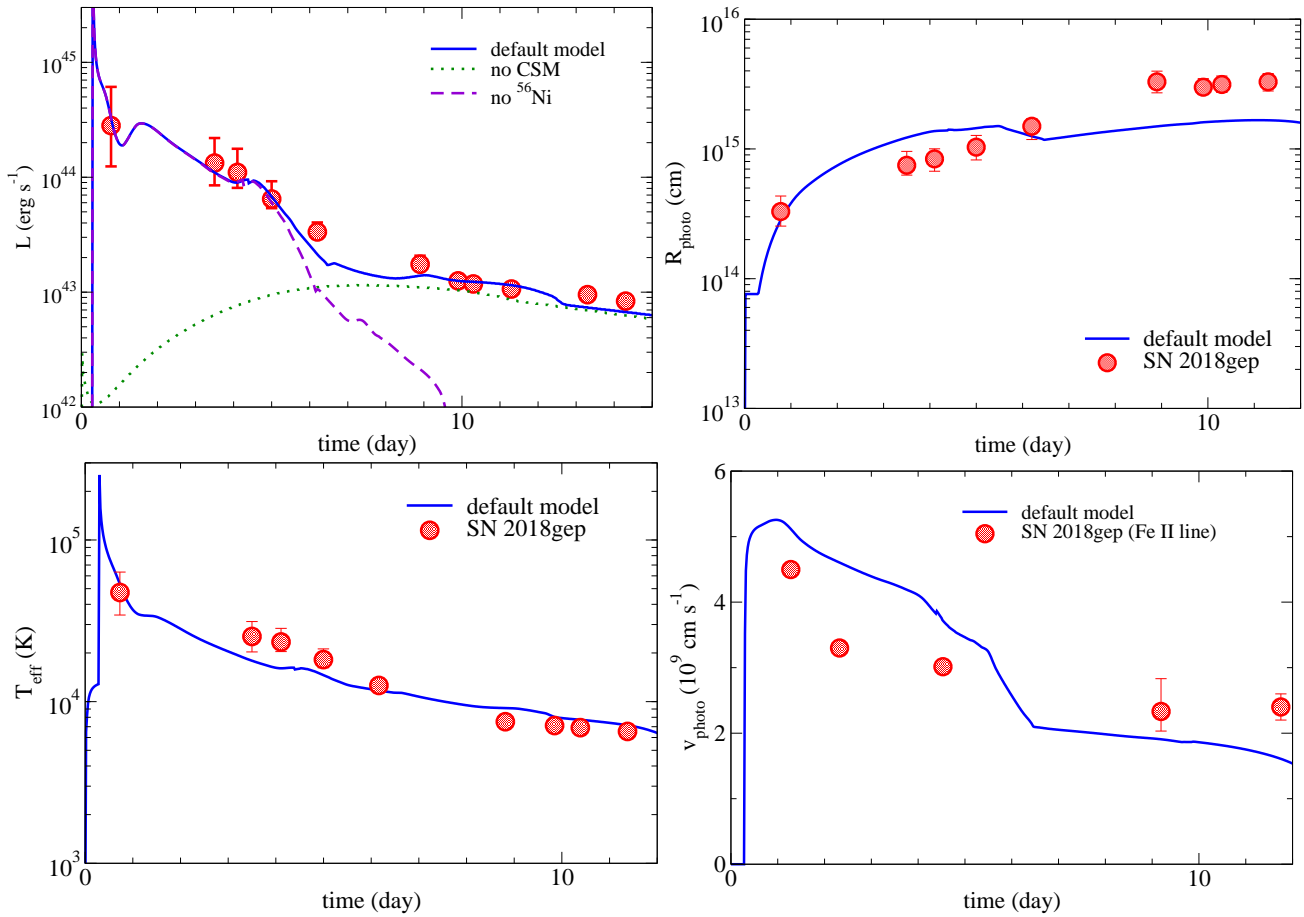 10^45
10^44
10^43
10^42
L (erg s^-1)
default model
no CSM
no ^56Ni
0
10
time (day)
10^16
10^15
10^14
10^13
R_photo (cm)
default model
SN 2018gep
0
10
time (day)
10^5
10^4
10^3
T_eff (K)
default model
SN 2018gep
0
10
time (day)
6
4
2
0
v_photo (10^9 cm s^-1)
default model
SN 2018gep (Fe II line)
0
10
time (day)